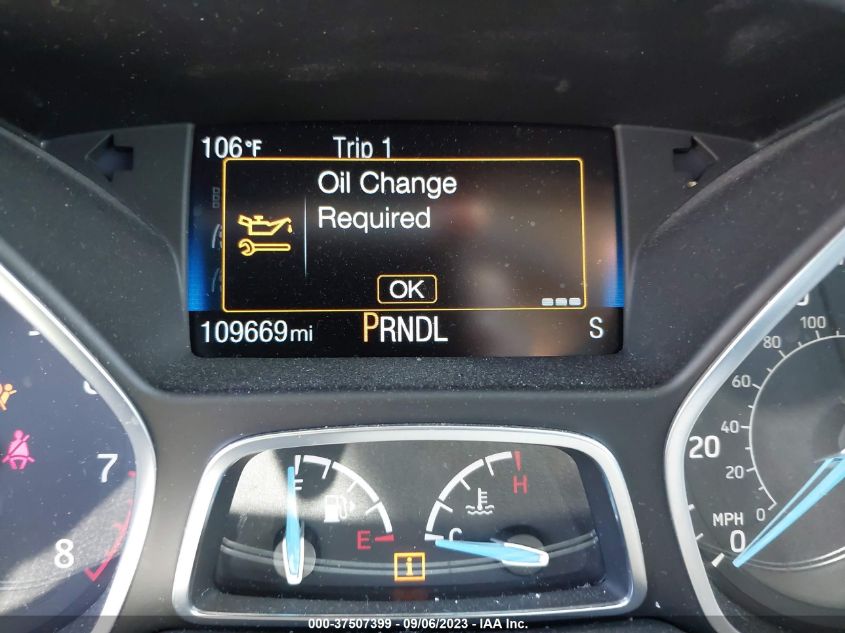 106°F Trip 1
Oil Change
Required
OK
109669mi PRNDL S
7
8
F
E
H
C
i
100
80
60
40
20
0
20
0
MPH
000-37507399 - 09/06/2023 - IAA Inc.